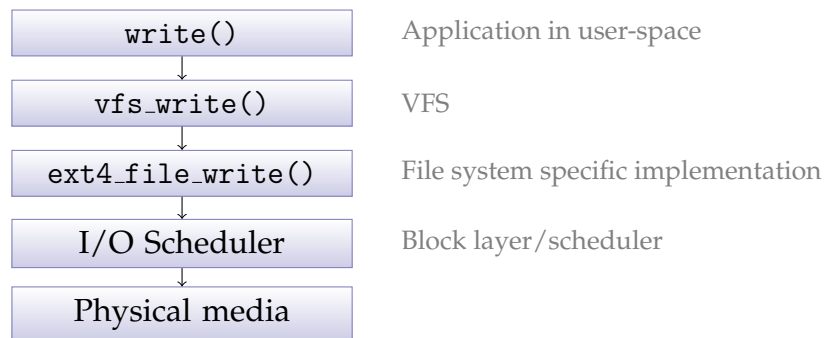 write() Application in user-space
vfs_write() VFS
ext4_file_write() File system specific implementation
I/O Scheduler Block layer/scheduler
Physical media